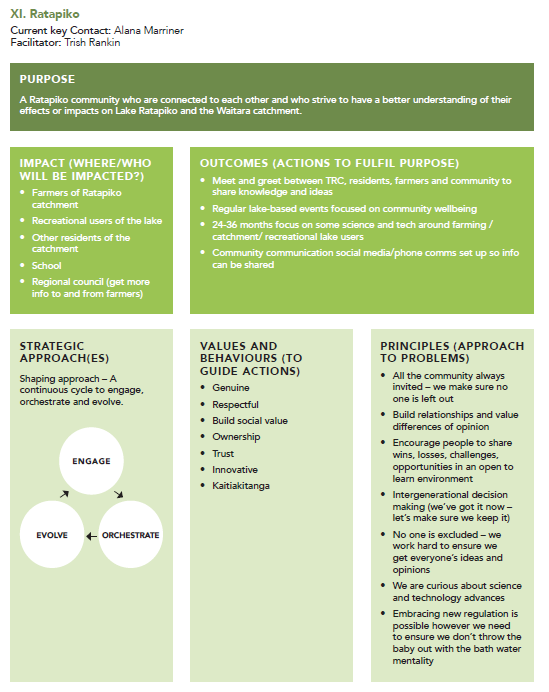 XI. Ratapiko
Current key Contact: Alana Marriner
Facilitator: Trish Rankin
PURPOSE
A Ratapiko community who are connected to each other and who strive to have a better understanding of their
effects or impacts on Lake Ratapiko and the Waitara catchment.
IMPACT (WHERE/WHO
WILL BE IMPACTED?)
• Farmers of Ratapiko
catchment
• Recreational users of the lake
• Other residents of the
catchment
• School
• Regional council (get more
info to and from farmers)
OUTCOMES (ACTIONS TO FULFIL PURPOSE)
• Meet and greet between TRC, residents, farmers and community to
share knowledge and ideas
• Regular lake-based events focused on community wellbeing
• 24-36 months focus on some science and tech around farming /
catchment/ recreational lake users
• Community communication social media/phone comms set up so info
can be shared
STRATEGIC
APPROACH(ES)
Shaping approach – A
continuous cycle to engage,
orchestrate and evolve.
ENGAGE
EVOLVE
ORCHESTRATE
VALUES AND
BEHAVIOURS (TO
GUIDE ACTIONS)
• Genuine
• Respectful
• Build social value
• Ownership
• Trust
• Innovative
• Kaitiakitanga
PRINCIPLES (APPROACH
TO PROBLEMS)
• All the community always
invited – we make sure no
one is left out
• Build relationships and value
differences of opinion
• Encourage people to share
wins, losses, challenges,
opportunities in an open to
learn environment
• Intergenerational decision
making (we've got it now –
let's make sure we keep it)
• No one is excluded – we
work hard to ensure we
get everyone's ideas and
opinions
• We are curious about science
and technology advances
• Embracing new regulation is
possible however we need
to ensure we don't throw the
baby out with the bath water
mentality